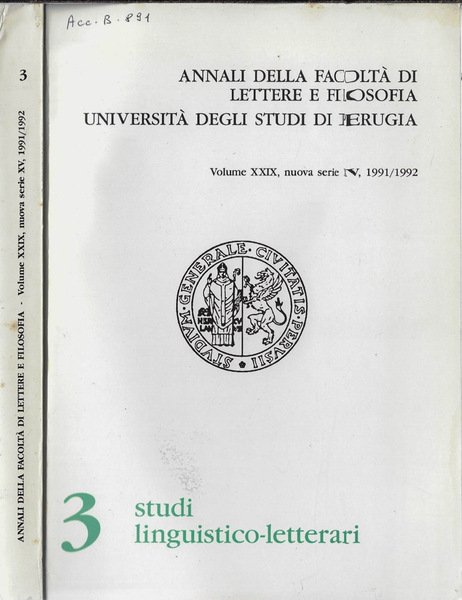 Acc. B. 891
3
ANNALI DELLA FACOLTÀ DI LETTERE E FILOSOFIA - Volume XXIX, nuova serie XV, 1991/1992
ANNALI DELLA FACOLTÀ DI
LETTERE E FILOSOFIA
UNIVERSITÀ DEGLI STUDI DI PERUGIA
Volume XXIX, nuova serie XV, 1991/1992
STVDIVM · GENERALE · CIVITATIS · PERVSII
3
studi
linguistico-letterari